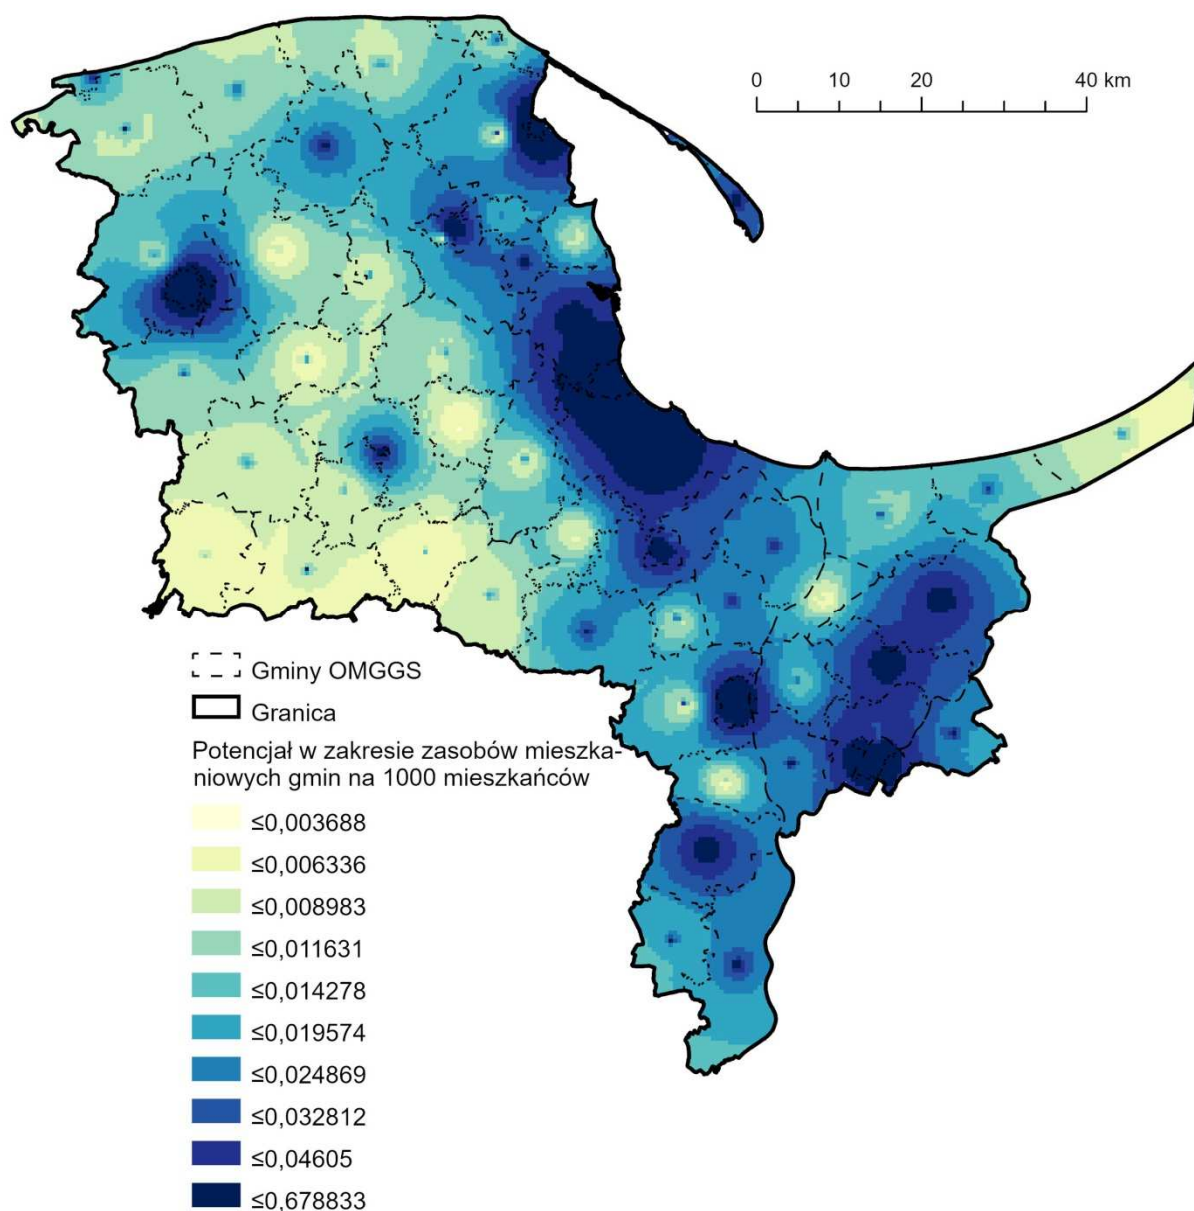 0 10 20 40 km
Gminy OMGGS
Granica
Potencjał w zakresie zasobów mieszka-
niowych gmin na 1000 mieszkańców
≤0,003688
≤0,006336
≤0,008983
≤0,011631
≤0,014278
≤0,019574
≤0,024869
≤0,032812
≤0,04605
≤0,678833